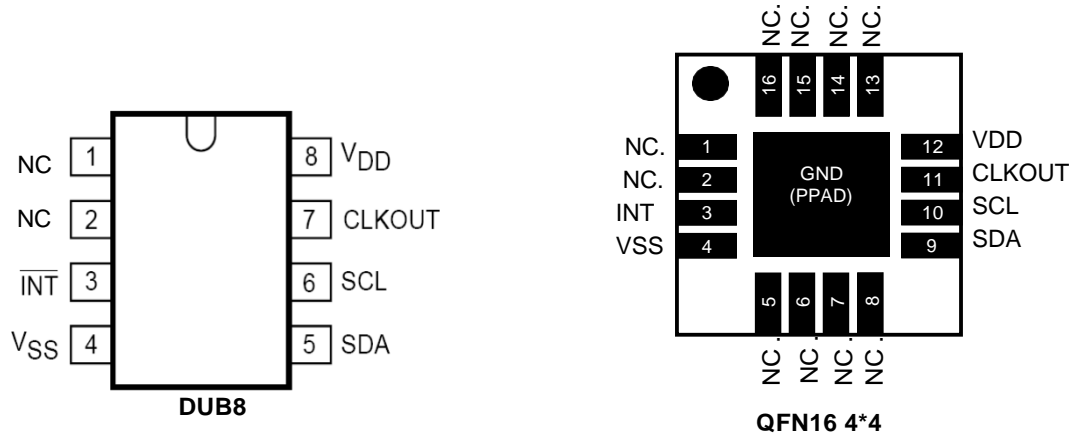 NC 1
NC 2
INT 3
VSS 4
8 VDD
7 CLKOUT
6 SCL
5 SDA
DUB8
NC. NC. NC. NC.
16 15 14 13
NC. 1
NC. 2
INT 3
VSS 4
GND
(PPAD)
12 VDD
11 CLKOUT
10 SCL
9 SDA
5 6 7 8
NC. NC. NC. NC.
QFN16 4*4